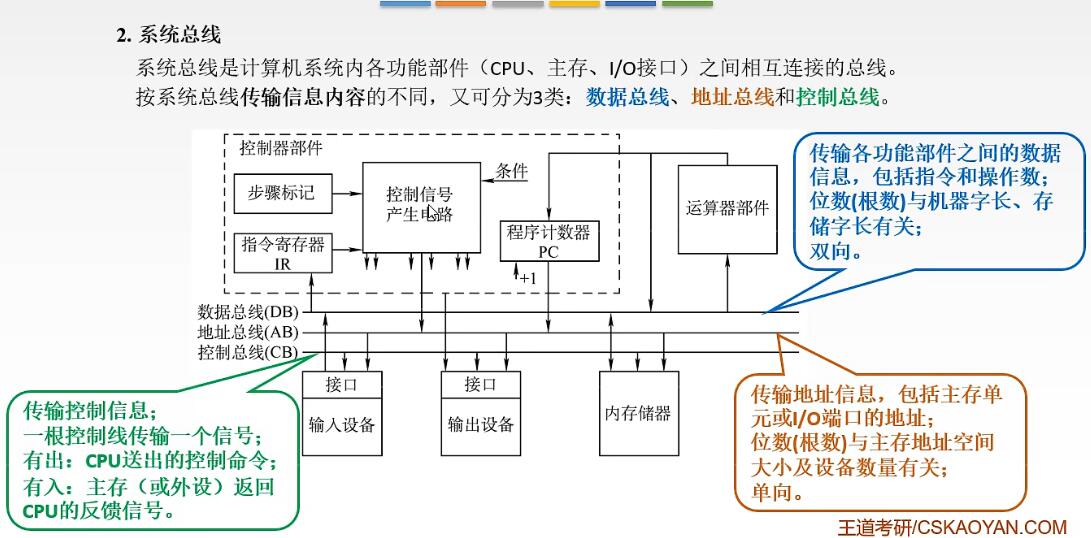 2. 系统总线
系统总线是计算机系统内各功能部件（CPU、主存、I/O接口）之间相互连接的总线。
按系统总线传输信息内容的不同，又可分为3类：数据总线、地址总线和控制总线。
控制器部件
步骤标记
控制信号
产生电路
条件
指令寄存器
IR
程序计数器
PC
+1
运算器部件
数据总线(DB)
地址总线(AB)
控制总线(CB)
接口
输入设备
接口
输出设备
内存储器
传输各功能部件之间的数据
信息，包括指令和操作数；
位数(根数)与机器字长、存
储字长有关；
双向。
传输控制信息；
一根控制线传输一个信号；
有出：CPU送出的控制命令；
有入：主存（或外设）返回
CPU的反馈信号。
传输地址信息，包括主存单
元或I/O端口的地址；
位数(根数)与主存地址空间
大小及设备数量有关；
单向。
王道考研/CSKAOYAN.COM